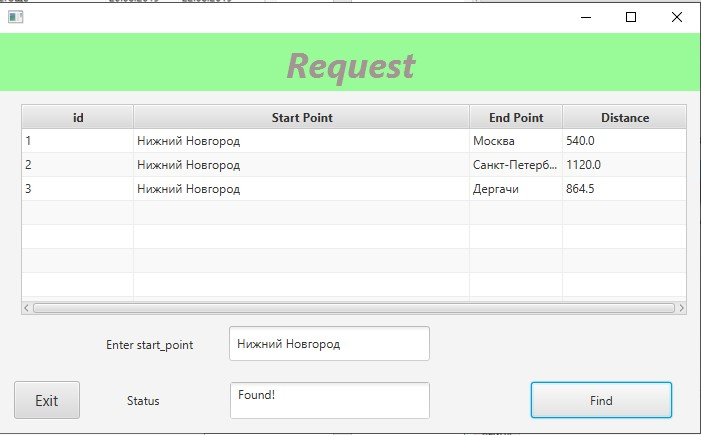 Request
id Start Point End Point Distance
1 Нижний Новгород Москва 540.0
2 Нижний Новгород Санкт-Петерб... 1120.0
3 Нижний Новгород Дергачи 864.5
Enter start_point Нижний Новгород
Exit Status Found! Find